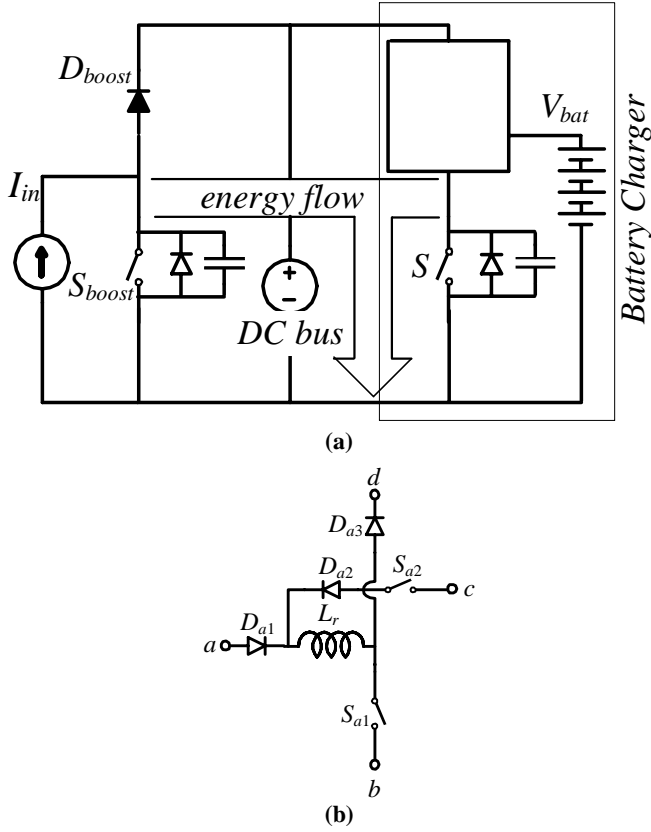 D_boost
V_bat
I_in
energy flow
S_boost
S
+
−
DC bus
Battery Charger
(a)
d
D_a3
D_a2
S_a2
c
D_a1
L_r
a
S_a1
b
(b)